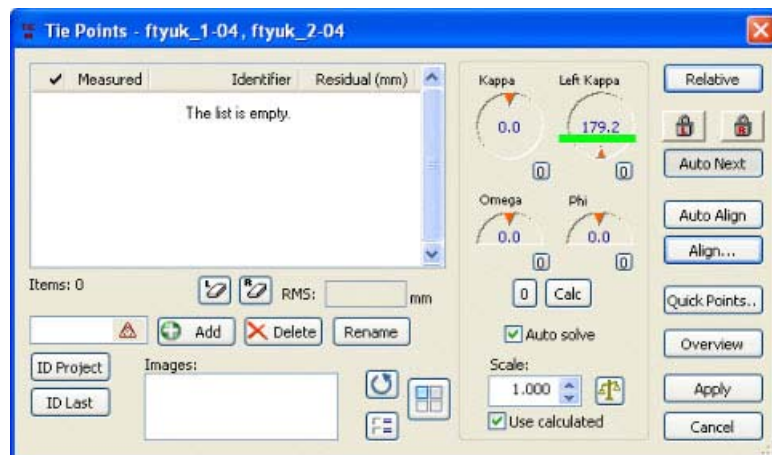 Tie Points - ftyuk_1-04, ftyuk_2-04
✓ Measured Identifier Residual (mm)
The list is empty.
Items: 0
L R RMS: mm
Add Delete Rename
ID Project
ID Last
Images:
Kappa Left Kappa
0.0 179.2
0 0
Omega Phi
0.0 0.0
0 0
0 Calc
Auto solve
Scale:
1.000
Use calculated
Relative
L R
Auto Next
Auto Align
Align...
Quick Points..
Overview
Apply
Cancel